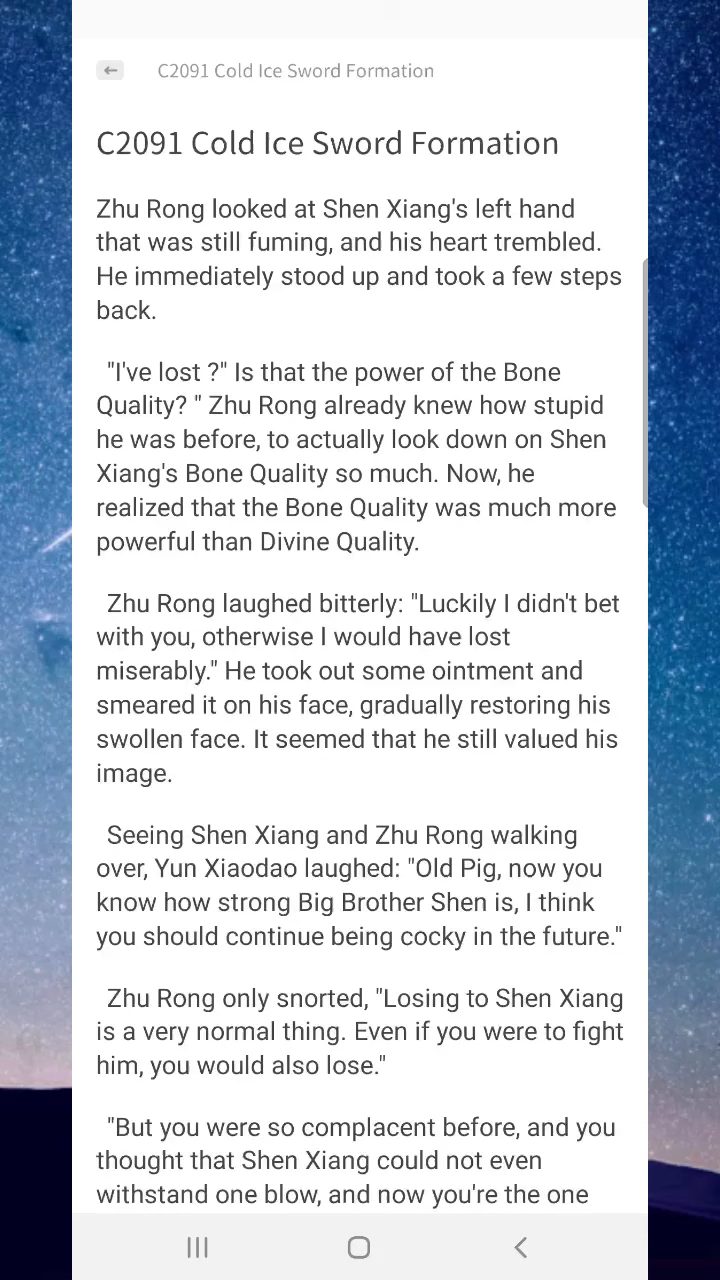 C2091 Cold Ice Sword Formation
C2091 Cold Ice Sword Formation
Zhu Rong looked at Shen Xiang's left hand
that was still fuming, and his heart trembled.
He immediately stood up and took a few steps
back.
"I've lost ?" Is that the power of the Bone
Quality? " Zhu Rong already knew how stupid
he was before, to actually look down on Shen
Xiang's Bone Quality so much. Now, he
realized that the Bone Quality was much more
powerful than Divine Quality.
Zhu Rong laughed bitterly: "Luckily I didn't bet
with you, otherwise I would have lost
miserably." He took out some ointment and
smeared it on his face, gradually restoring his
swollen face. It seemed that he still valued his
image.
Seeing Shen Xiang and Zhu Rong walking
over, Yun Xiaodao laughed: "Old Pig, now you
know how strong Big Brother Shen is, I think
you should continue being cocky in the future."
Zhu Rong only snorted, "Losing to Shen Xiang
is a very normal thing. Even if you were to fight
him, you would also lose."
"But you were so complacent before, and you
thought that Shen Xiang could not even
withstand one blow, and now you're the one